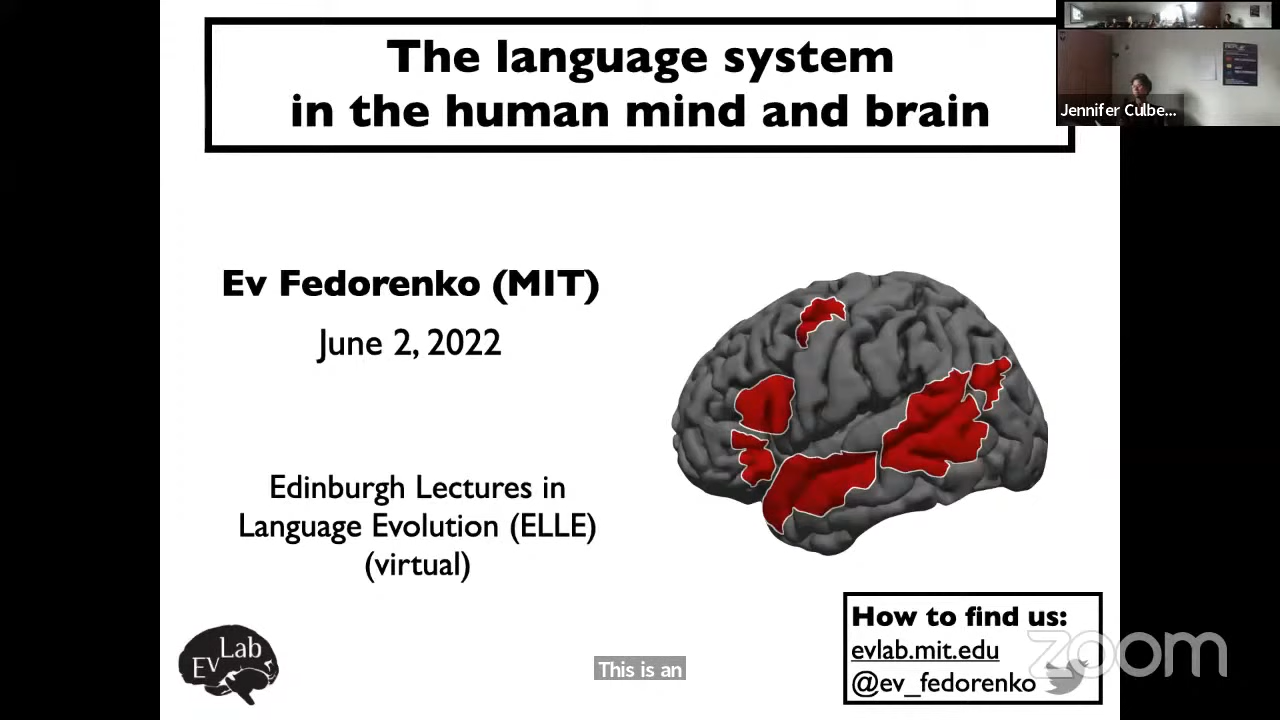 The language system
in the human mind and brain
Jennifer Culbe...
Ev Fedorenko (MIT)
June 2, 2022
Edinburgh Lectures in
Language Evolution (ELLE)
(virtual)
Ev Lab
This is an
How to find us:
evlab.mit.edu
@ev_fedorenko
zoom